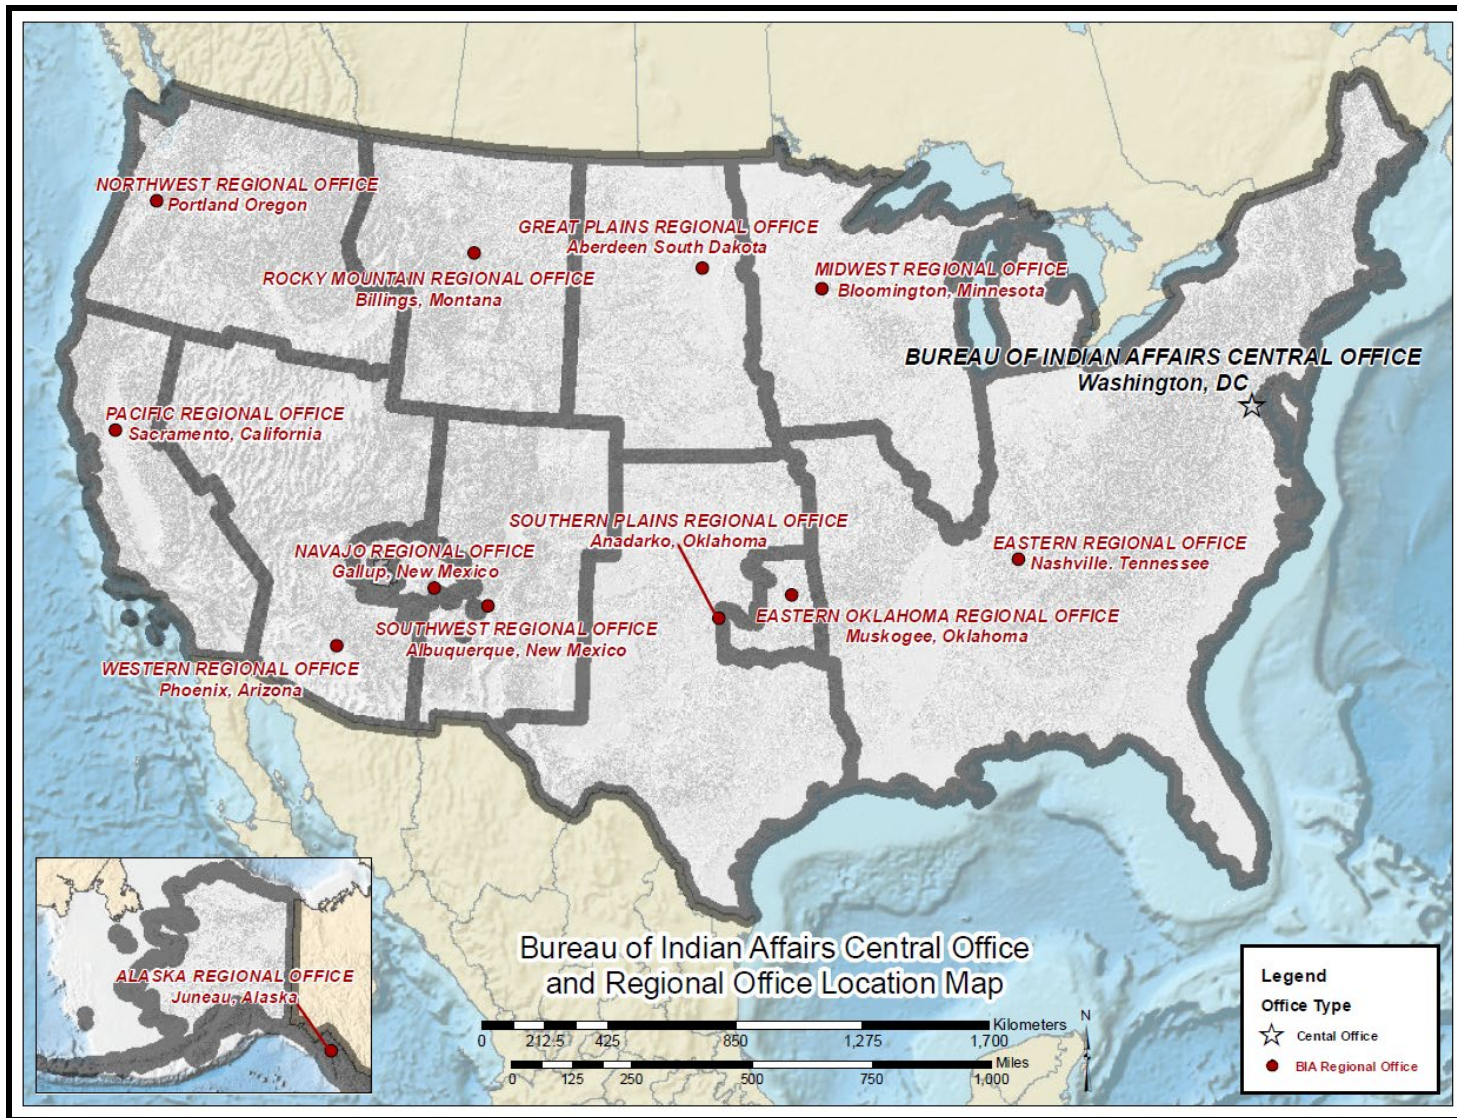 NORTHWEST REGIONAL OFFICE
Portland Oregon
GREAT PLAINS REGIONAL OFFICE
Aberdeen South Dakota
ROCKY MOUNTAIN REGIONAL OFFICE
Billings, Montana
MIDWEST REGIONAL OFFICE
Bloomington, Minnesota
BUREAU OF INDIAN AFFAIRS CENTRAL OFFICE
Washington, DC
PACIFIC REGIONAL OFFICE
Sacramento, California
SOUTHERN PLAINS REGIONAL OFFICE
Anadarko, Oklahoma
NAVAJO REGIONAL OFFICE
Gallup, New Mexico
EASTERN REGIONAL OFFICE
Nashville. Tennessee
EASTERN OKLAHOMA REGIONAL OFFICE
Muskogee, Oklahoma
SOUTHWEST REGIONAL OFFICE
Albuquerque, New Mexico
WESTERN REGIONAL OFFICE
Phoenix, Arizona
ALASKA REGIONAL OFFICE
Juneau, Alaska
Bureau of Indian Affairs Central Office
and Regional Office Location Map
Kilometers
0 212.5 425 850 1,275 1,700
Miles
0 125 250 500 750 1,000
N
Legend
Office Type
Cental Office
BIA Regional Office